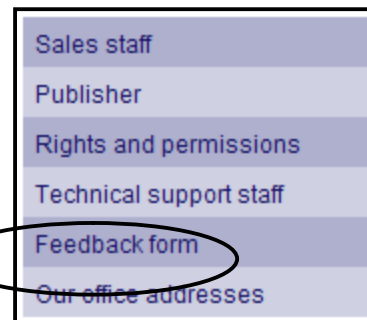 Sales staff
Publisher
Rights and permissions
Technical support staff
Feedback form
Our office addresses